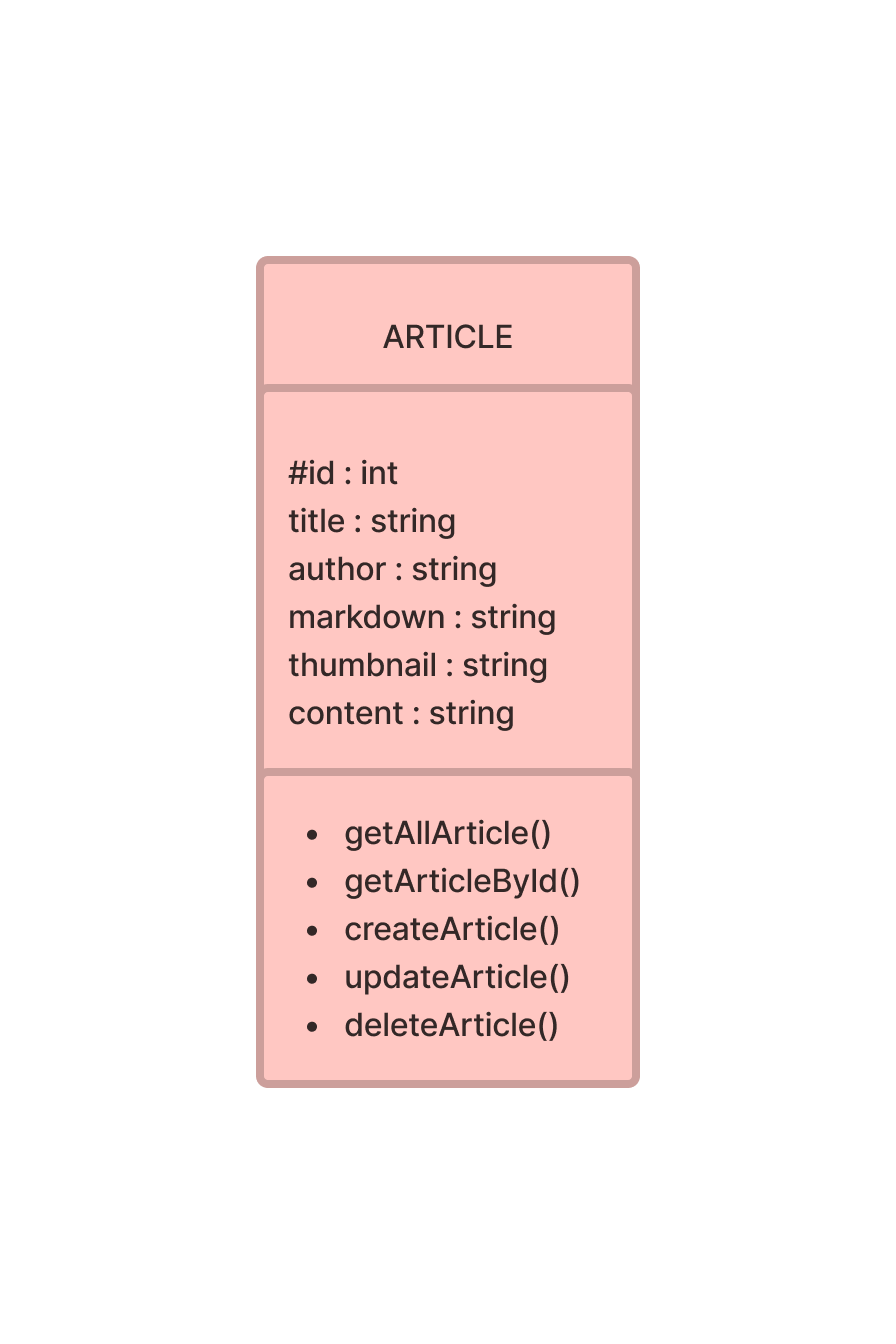 ARTICLE
#id : int
title : string
author : string
markdown : string
thumbnail : string
content : string
• getAllArticle()
• getArticleById()
• createArticle()
• updateArticle()
• deleteArticle()